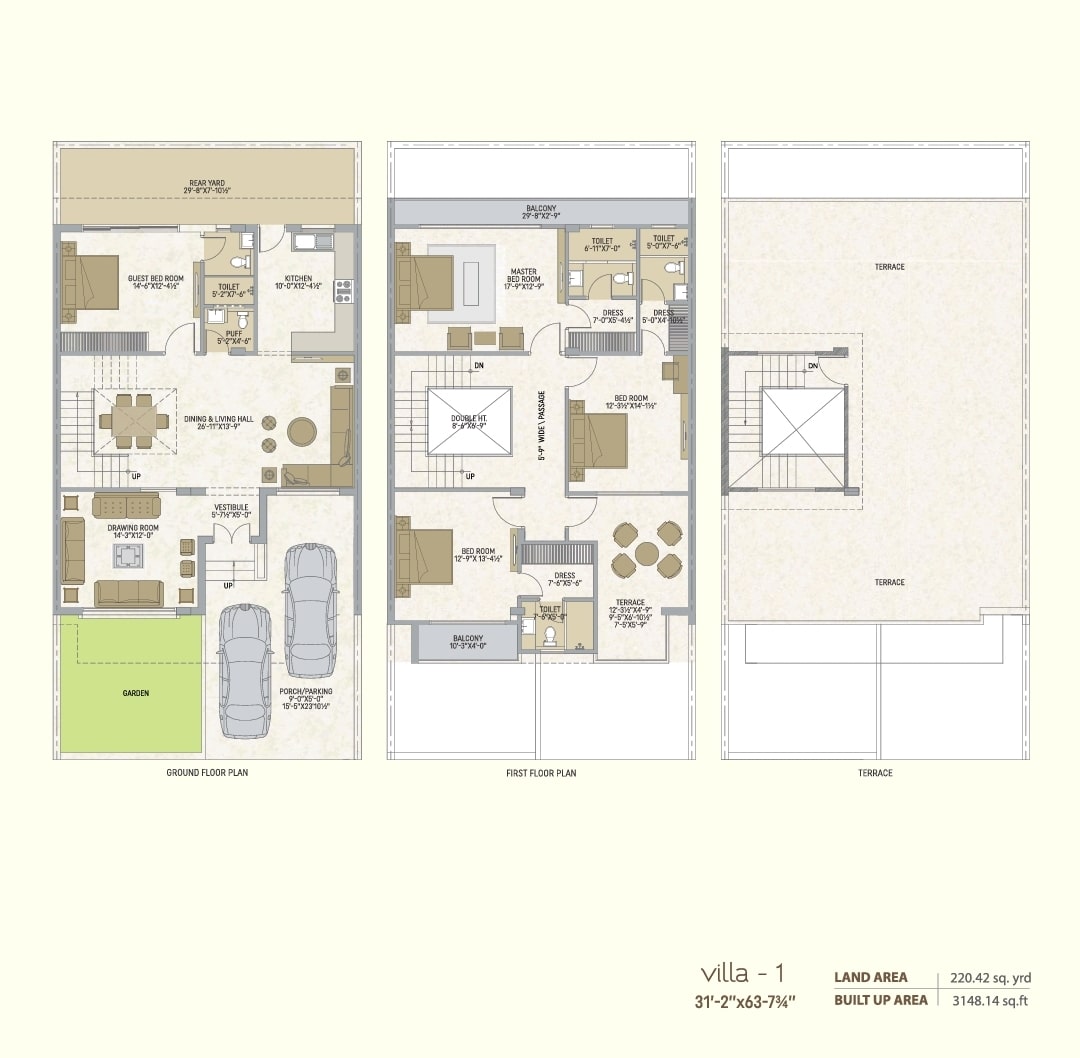 REAR YARD
29'-8"X7'-10½"
GUEST BED ROOM
14'-6"X12'-4½"
TOILET
5'-2"X7'-6"
KITCHEN
10'-0"X12'-4½"
PUFF
5'-2"X4'-6"
DINING & LIVING HALL
26'-11"X13'-9"
UP
DRAWING ROOM
14'-3"X12'-0"
VESTIBULE
5'-7½"X5'-0"
UP
GARDEN
PORCH/PARKING
9'-0"X5'-0"
15'-5"X23'10½"
GROUND FLOOR PLAN
BALCONY
29'-8"X2'-9"
TOILET
6'-11"X7'-0"
TOILET
5'-0"X7'-6"
MASTER
BED ROOM
17'-9"X12'-9"
DRESS
7'-0"X5'-4½"
DRESS
5'-0"X4'-10½"
DN
DOUBLE HT.
8'-6"X6'-9"
5'-9" WIDE\ PASSAGE
BED ROOM
12'-3½"X14'-1½"
UP
BED ROOM
12'-9"X 13'-4½"
DRESS
7'-6"X5'-6"
TOILET
7'-6"X5'-0"
TERRACE
12'-3½"X4'-9"
9'-5"X6'-10½"
7'-5"X5'-9"
BALCONY
10'-3"X4'-0"
FIRST FLOOR PLAN
TERRACE
DN
TERRACE
TERRACE
villa - 1
31'-2"x63-7¾"
LAND AREA 220.42 sq. yrd
BUILT UP AREA 3148.14 sq.ft